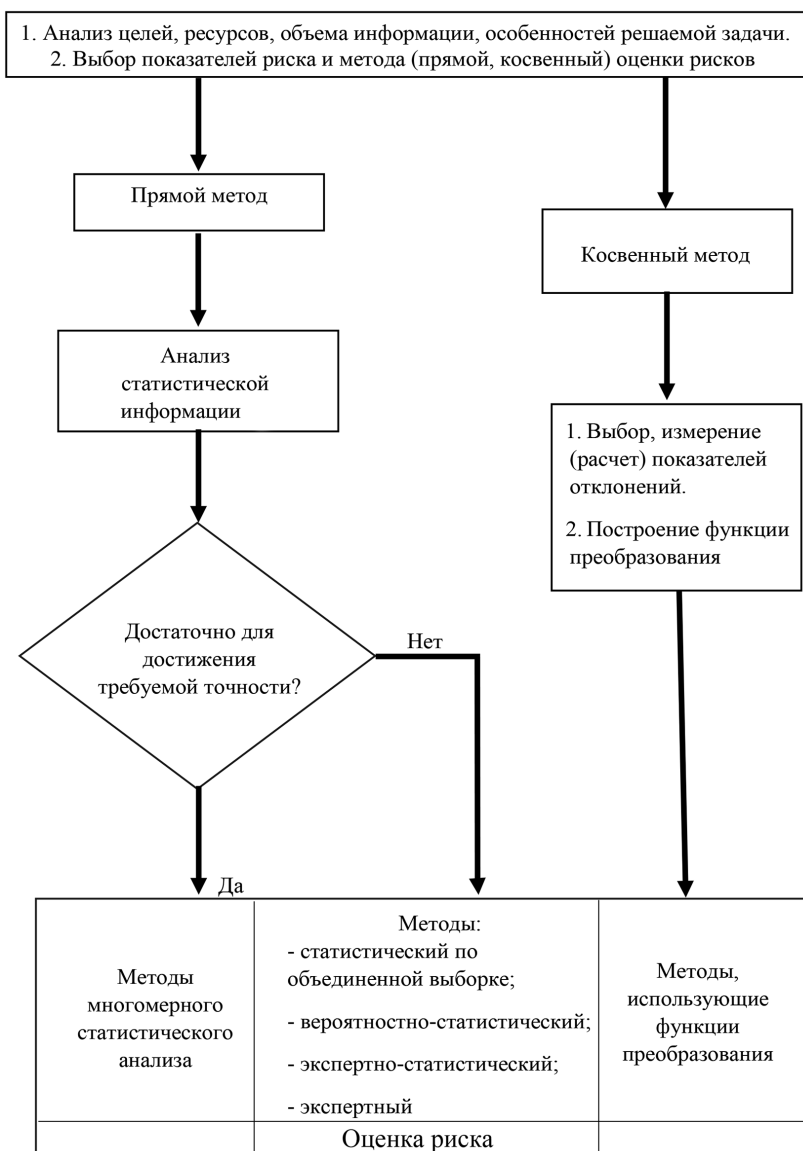 1. Анализ целей, ресурсов, объема информации, особенностей решаемой задачи.
2. Выбор показателей риска и метода (прямой, косвенный) оценки рисков
Прямой метод
Косвенный метод
Анализ
статистической
информации
1. Выбор, измерение
(расчет) показателей
отклонений.
2. Построение функции
преобразования
Достаточно для
достижения
требуемой точности?
Нет
Да
Методы
многомерного
статистического
анализа
Методы:
- статистический по
объединенной выборке;
- вероятностно-статистический;
- экспертно-статистический;
- экспертный
Методы,
использующие
функции
преобразования
Оценка риска